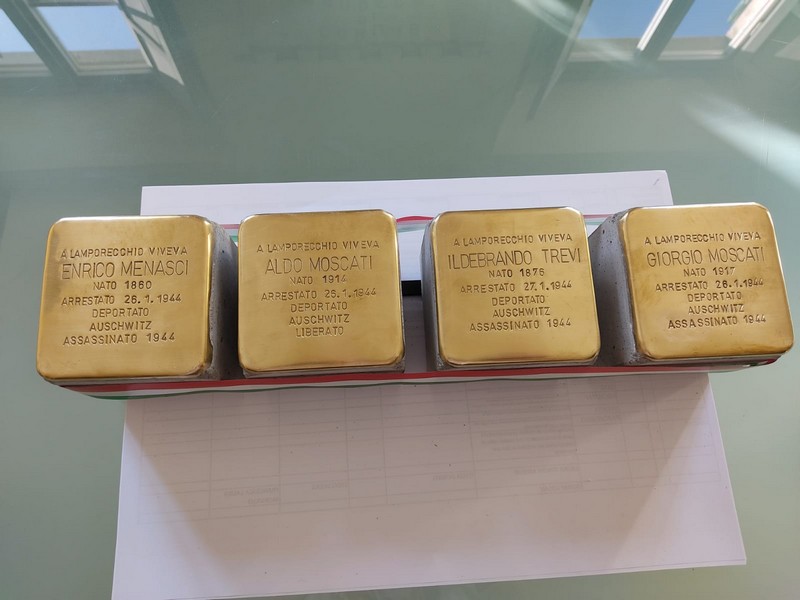 A LAMPORECCHIO VIVEVA
ENRICO MENASCI
NATO 1860
ARRESTATO 26.1.1944
DEPORTATO
AUSCHWITZ
ASSASSINATO 1944
A LAMPORECCHIO VIVEVA
ALDO MOSCATI
NATO 1914
ARRESTATO 26.1.1944
DEPORTATO
AUSCHWITZ
LIBERATO
A LAMPORECCHIO VIVEVA
ILDEBRANDO TREVI
NATO 1876
ARRESTATO 27.1.1944
DEPORTATO
AUSCHWITZ
ASSASSINATO 1944
A LAMPORECCHIO VIVEVA
GIORGIO MOSCATI
NATO 1917
ARRESTATO 26.1.1944
DEPORTATO
AUSCHWITZ
ASSASSINATO 1944